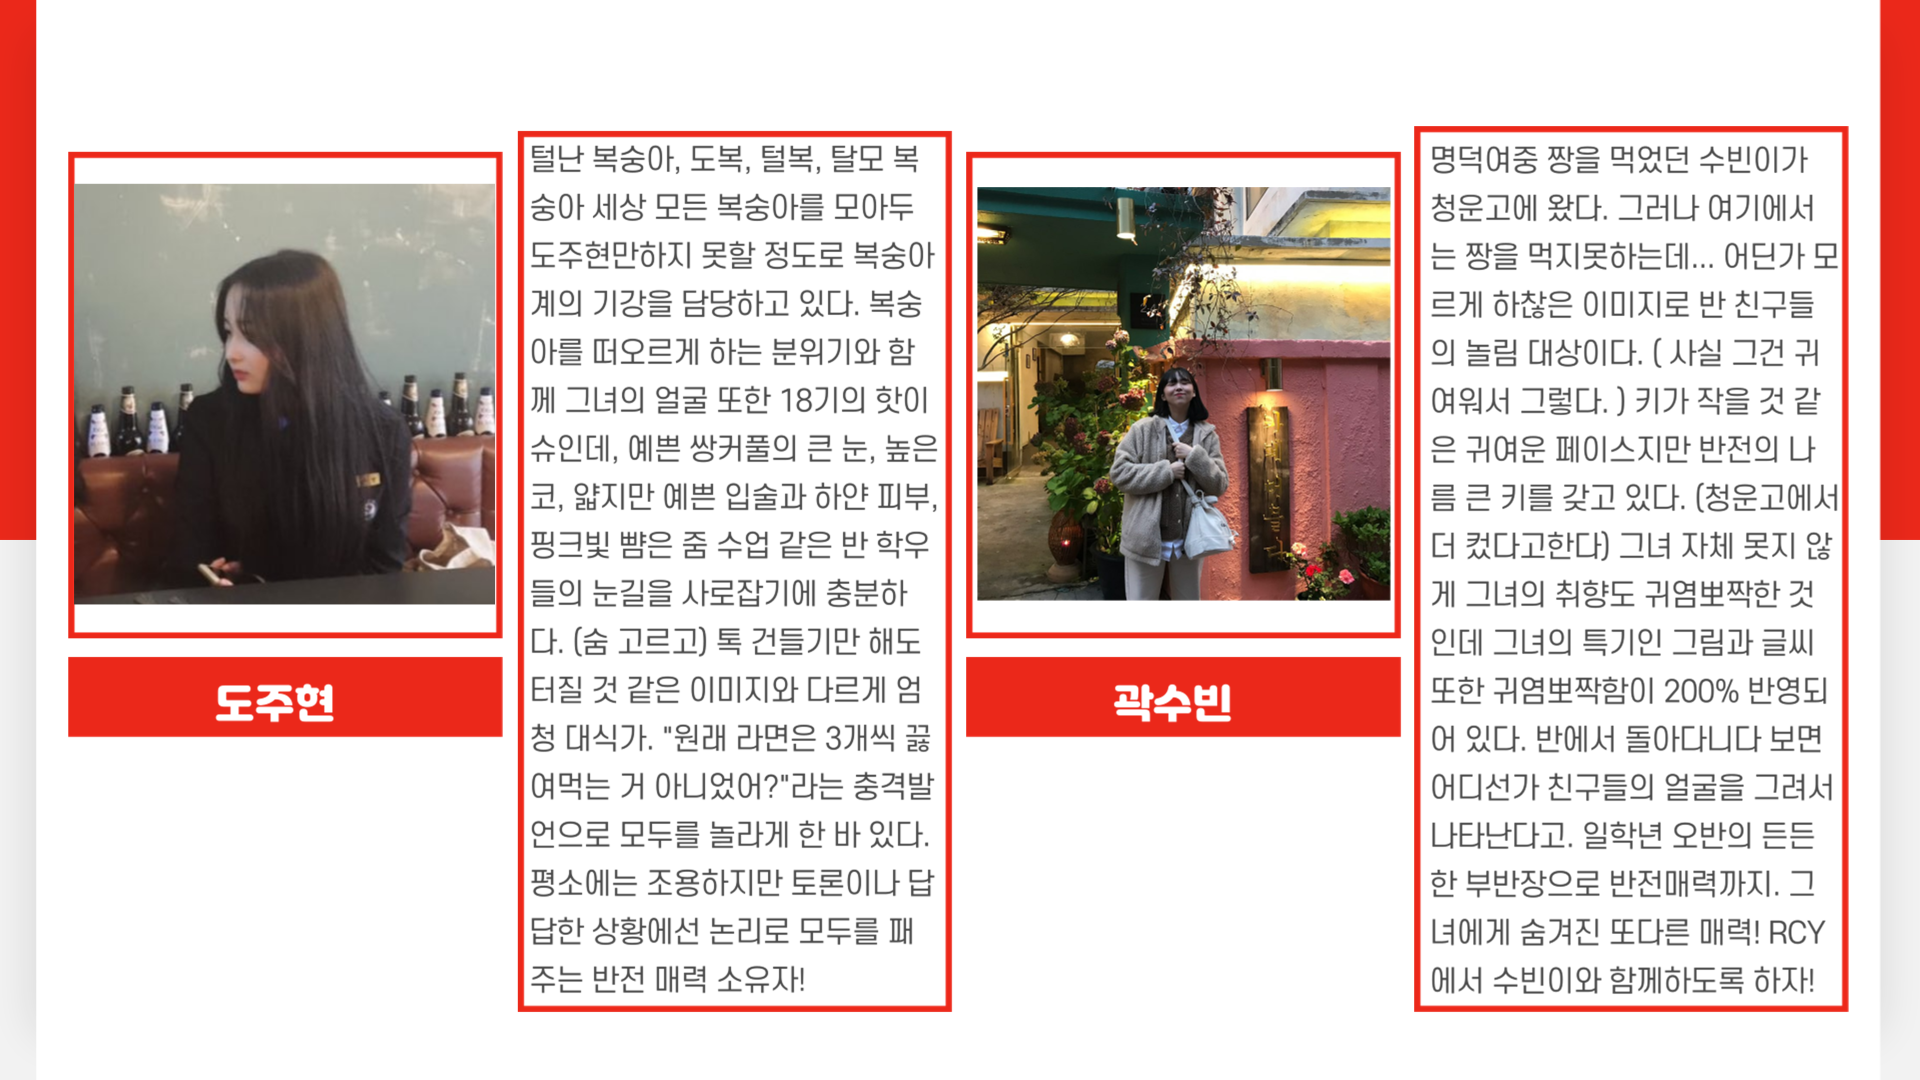 도주현
털난 복숭아, 도복, 털복, 탈모 복
숭아 세상 모든 복숭아를 모아두
도주현만하지 못할 정도로 복숭아
계의 기강을 담당하고 있다. 복숭
아를 떠오르게 하는 분위기와 함
께 그녀의 얼굴 또한 18기의 핫이
슈인데, 예쁜 쌍커풀의 큰 눈, 높은
코, 얇지만 예쁜 입술과 하얀 피부,
핑크빛 뺨은 줌 수업 같은 반 학우
들의 눈길을 사로잡기에 충분하
다. (숨 고르고) 톡 건들기만 해도
터질 것 같은 이미지와 다르게 엄
청 대식가. "원래 라면은 3개씩 끓
여먹는 거 아니었어?"라는 충격발
언으로 모두를 놀라게 한 바 있다.
평소에는 조용하지만 토론이나 답
답한 상황에선 논리로 모두를 패
주는 반전 매력 소유자!
곽수빈
명덕여중 짱을 먹었던 수빈이가
청운고에 왔다. 그러나 여기에서
는 짱을 먹지못하는데... 어딘가 모
르게 하찮은 이미지로 반 친구들
의 놀림 대상이다. ( 사실 그건 귀
여워서 그렇다. ) 키가 작을 것 같
은 귀여운 페이스지만 반전의 나
름 큰 키를 갖고 있다. (청운고에서
더 컸다고한다) 그녀 자체 못지 않
게 그녀의 취향도 귀염뽀짝한 것
인데 그녀의 특기인 그림과 글씨
또한 귀염뽀짝함이 200% 반영되
어 있다. 반에서 돌아다니다 보면
어디선가 친구들의 얼굴을 그려서
나타난다고. 일학년 오반의 든든
한 부반장으로 반전매력까지. 그
녀에게 숨겨진 또다른 매력! RCY
에서 수빈이와 함께하도록 하자!